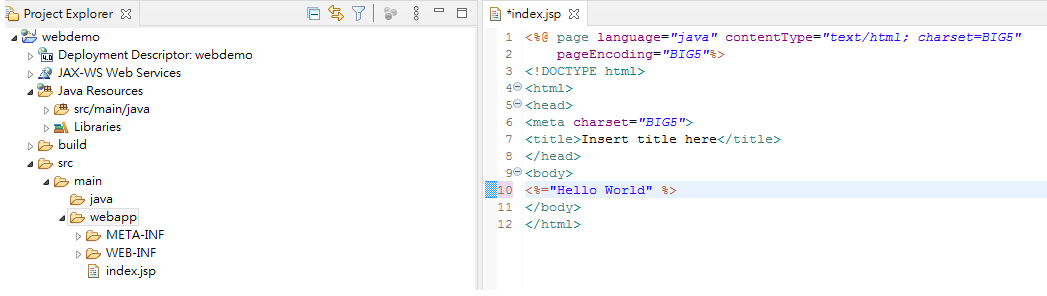 Project Explorer
webdemo
Deployment Descriptor: webdemo
JAX-WS Web Services
Java Resources
src/main/java
Libraries
build
src
main
java
webapp
META-INF
WEB-INF
index.jsp
*index.jsp
1 <%@ page language="java" contentType="text/html; charset=BIG5"
2     pageEncoding="BIG5"%>
3 <!DOCTYPE html>
4 <html>
5 <head>
6 <meta charset="BIG5">
7 <title>Insert title here</title>
8 </head>
9 <body>
10 <%="Hello World" %>
11 </body>
12 </html>